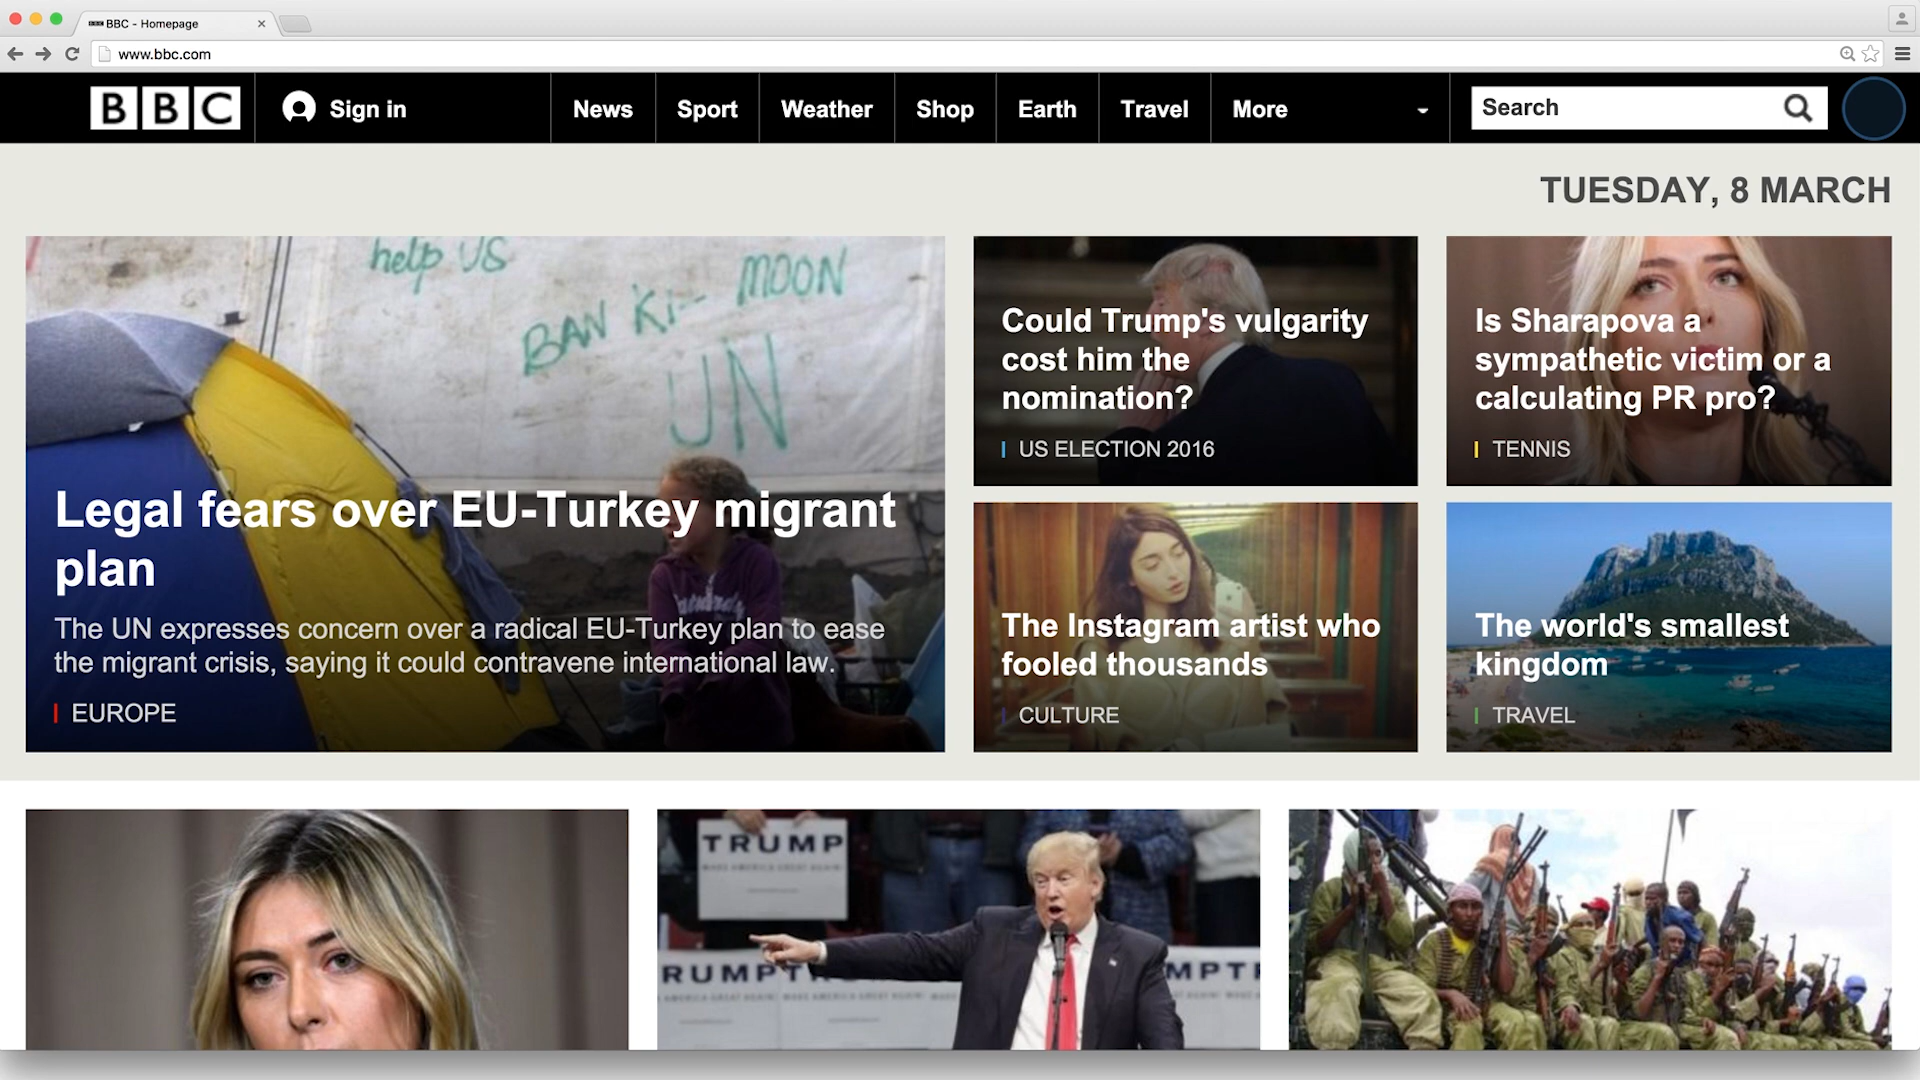 BBC - Homepage
www.bbc.com
BBC
Sign in
News
Sport
Weather
Shop
Earth
Travel
More
Search
TUESDAY, 8 MARCH
help US
BAN Ki- MOON
UN
Legal fears over EU-Turkey migrant
plan
The UN expresses concern over a radical EU-Turkey plan to ease
the migrant crisis, saying it could contravene international law.
EUROPE
Could Trump's vulgarity
cost him the
nomination?
US ELECTION 2016
Is Sharapova a
sympathetic victim or a
calculating PR pro?
TENNIS
The Instagram artist who
fooled thousands
CULTURE
The world's smallest
kingdom
TRAVEL
TRUMP
MAKE AMERICA GREAT AGAIN!